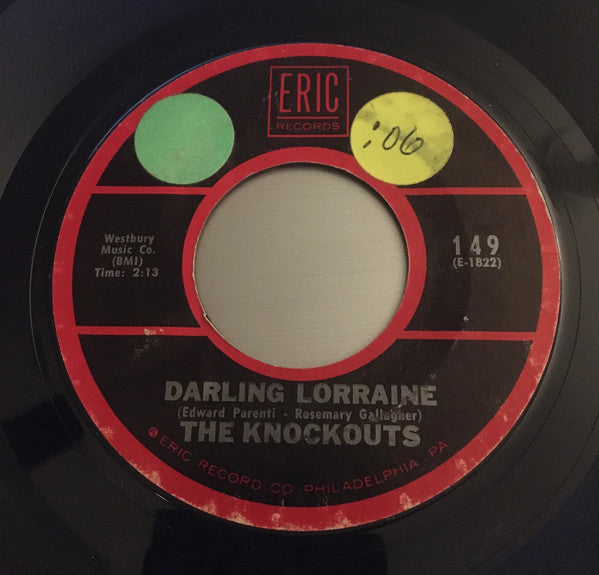 ERIC
RECORDS
:06
Westbury
Music Co.
(BMI)
Time: 2:13
149
(E-1822)
DARLING LORRAINE
(Edward Parenti - Rosemary Gallagher)
THE KNOCKOUTS
℗ ERIC RECORD CO PHILADELPHIA, PA